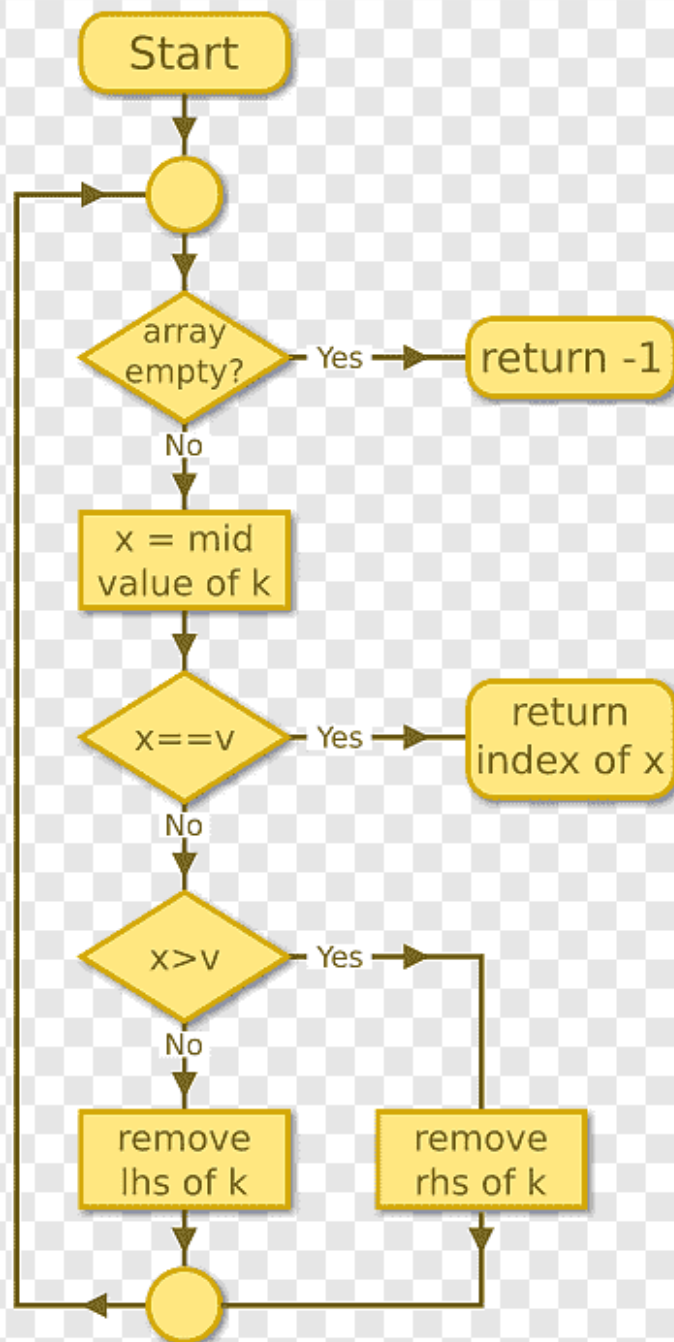 Start
array
empty?
Yes
return -1
No
x = mid
value of k
x==v
Yes
return
index of x
No
x>v
Yes
No
remove
lhs of k
remove
rhs of k